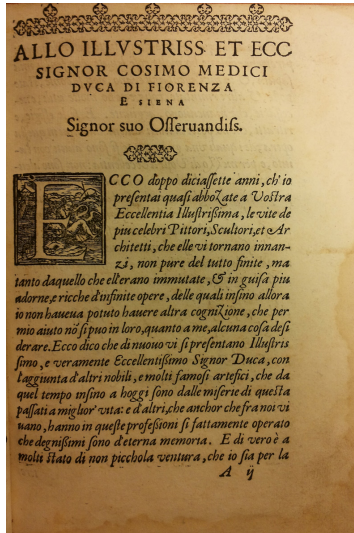 ALLO ILLVSTRISS. ET ECC
SIGNOR COSIMO MEDICI
DVCA DI FIORENZA
E SIENA
Signor suo Osseruandiss.
ECCO doppo diciassette anni, ch'io
presentai quasi abbozate a Vostra
Eccellentia Illustrissima, le vite de
piu celebri Pittori, Scultori, et Ar
chitetti, che elle vi tornano innan-
zi, non pure del tutto finite, ma
tanto daquello che ell'erano immutate, & in guisa piu
adorne, e ricche d'infinite opere, delle quali insino allora
io non haueua potuto hauere altra cognizione, che per
mio aiuto nõ si puo in loro, quanto a me, alcuna cosa desi
derare. Ecco dico che di nuouo vi si presentano Illustris
simo, e veramente Eccellentissimo Signor Duca, con
l'aggiunta d'altri nobili, e molti famosi artefici, che da
quel tempo insino a hoggi sono dalle miserie di questa
passati a miglior vita: e d'altri, che anchor che fra noi vi
uano, hanno in queste professioni si fattamente operato
che degnissimi sono d'eterna memoria. E di vero è a
molti stato di non picchola ventura, che io sia per la
A ij